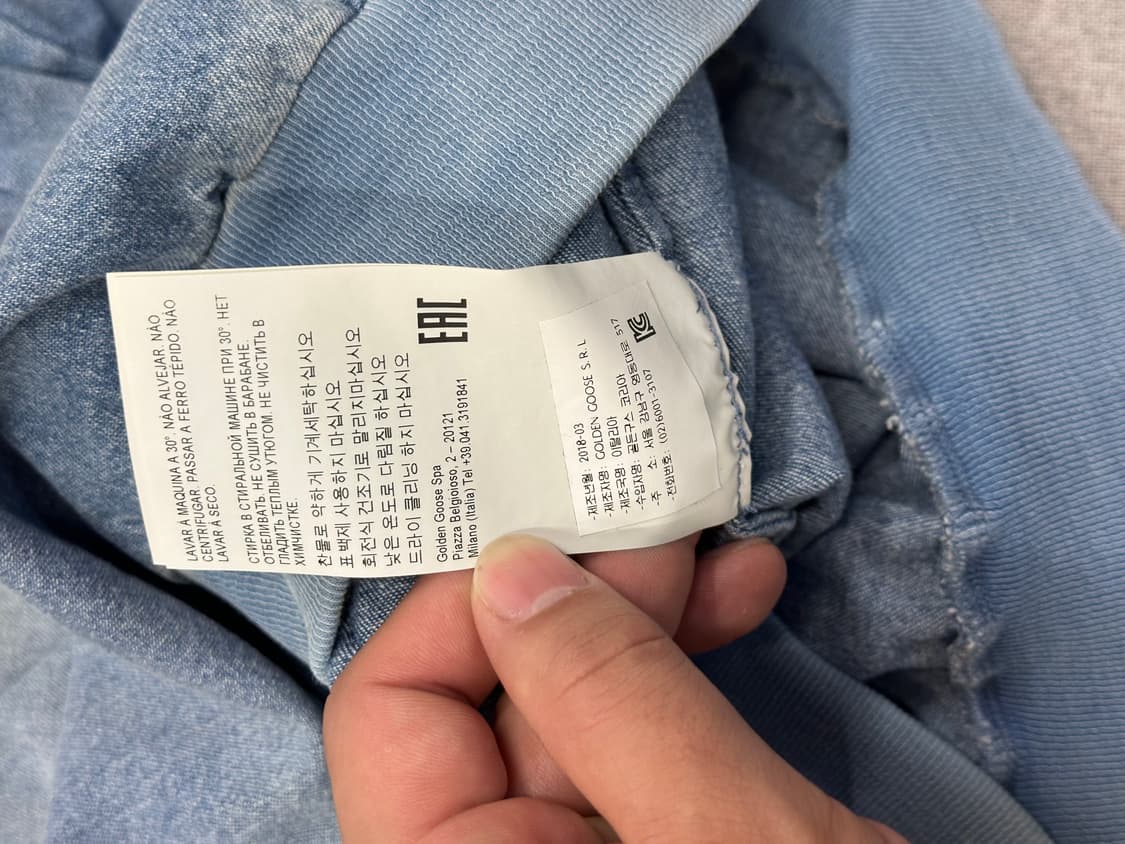 LAVAR À MAQUINA A 30°. NÃO ALVEJAR. NÃO
CENTRIFUGAR. PASSAR A FERRO TÉPIDO. NÃO
LAVAR À SECO.
СТИРКА В СТИРАЛЬНОЙ МАШИНЕ ПРИ 30°. НЕТ
ОТБЕЛИВАТЬ. НЕ СУШИТЬ В БАРАБАНЕ.
ГЛАДИТЬ ТЕПЛЫМ УТЮГОМ. НЕ ЧИСТИТЬ В
ХИМЧИСТКЕ.
찬물로 약하게 기계세탁하십시오
표백제 사용하지 마십시오
회전식 건조기로 말리지마십시오
낮은 온도로 다림질 하십시오
드라이 클리닝 하지 마십시오
EAC
Golden Goose Spa
Piazza Belgioioso, 2 – 20121
Milano (Italia) Tel +39 041 3191841
-제조년월: 2018-03
-제조자명: GOLDEN GOOSE S.R.L
-제조국명: 이탈리아
-수입자명: 골든구스 코리아
-주 소: 서울 강남구 영동대로 517
-전화번호: (02)6001-3107
KC